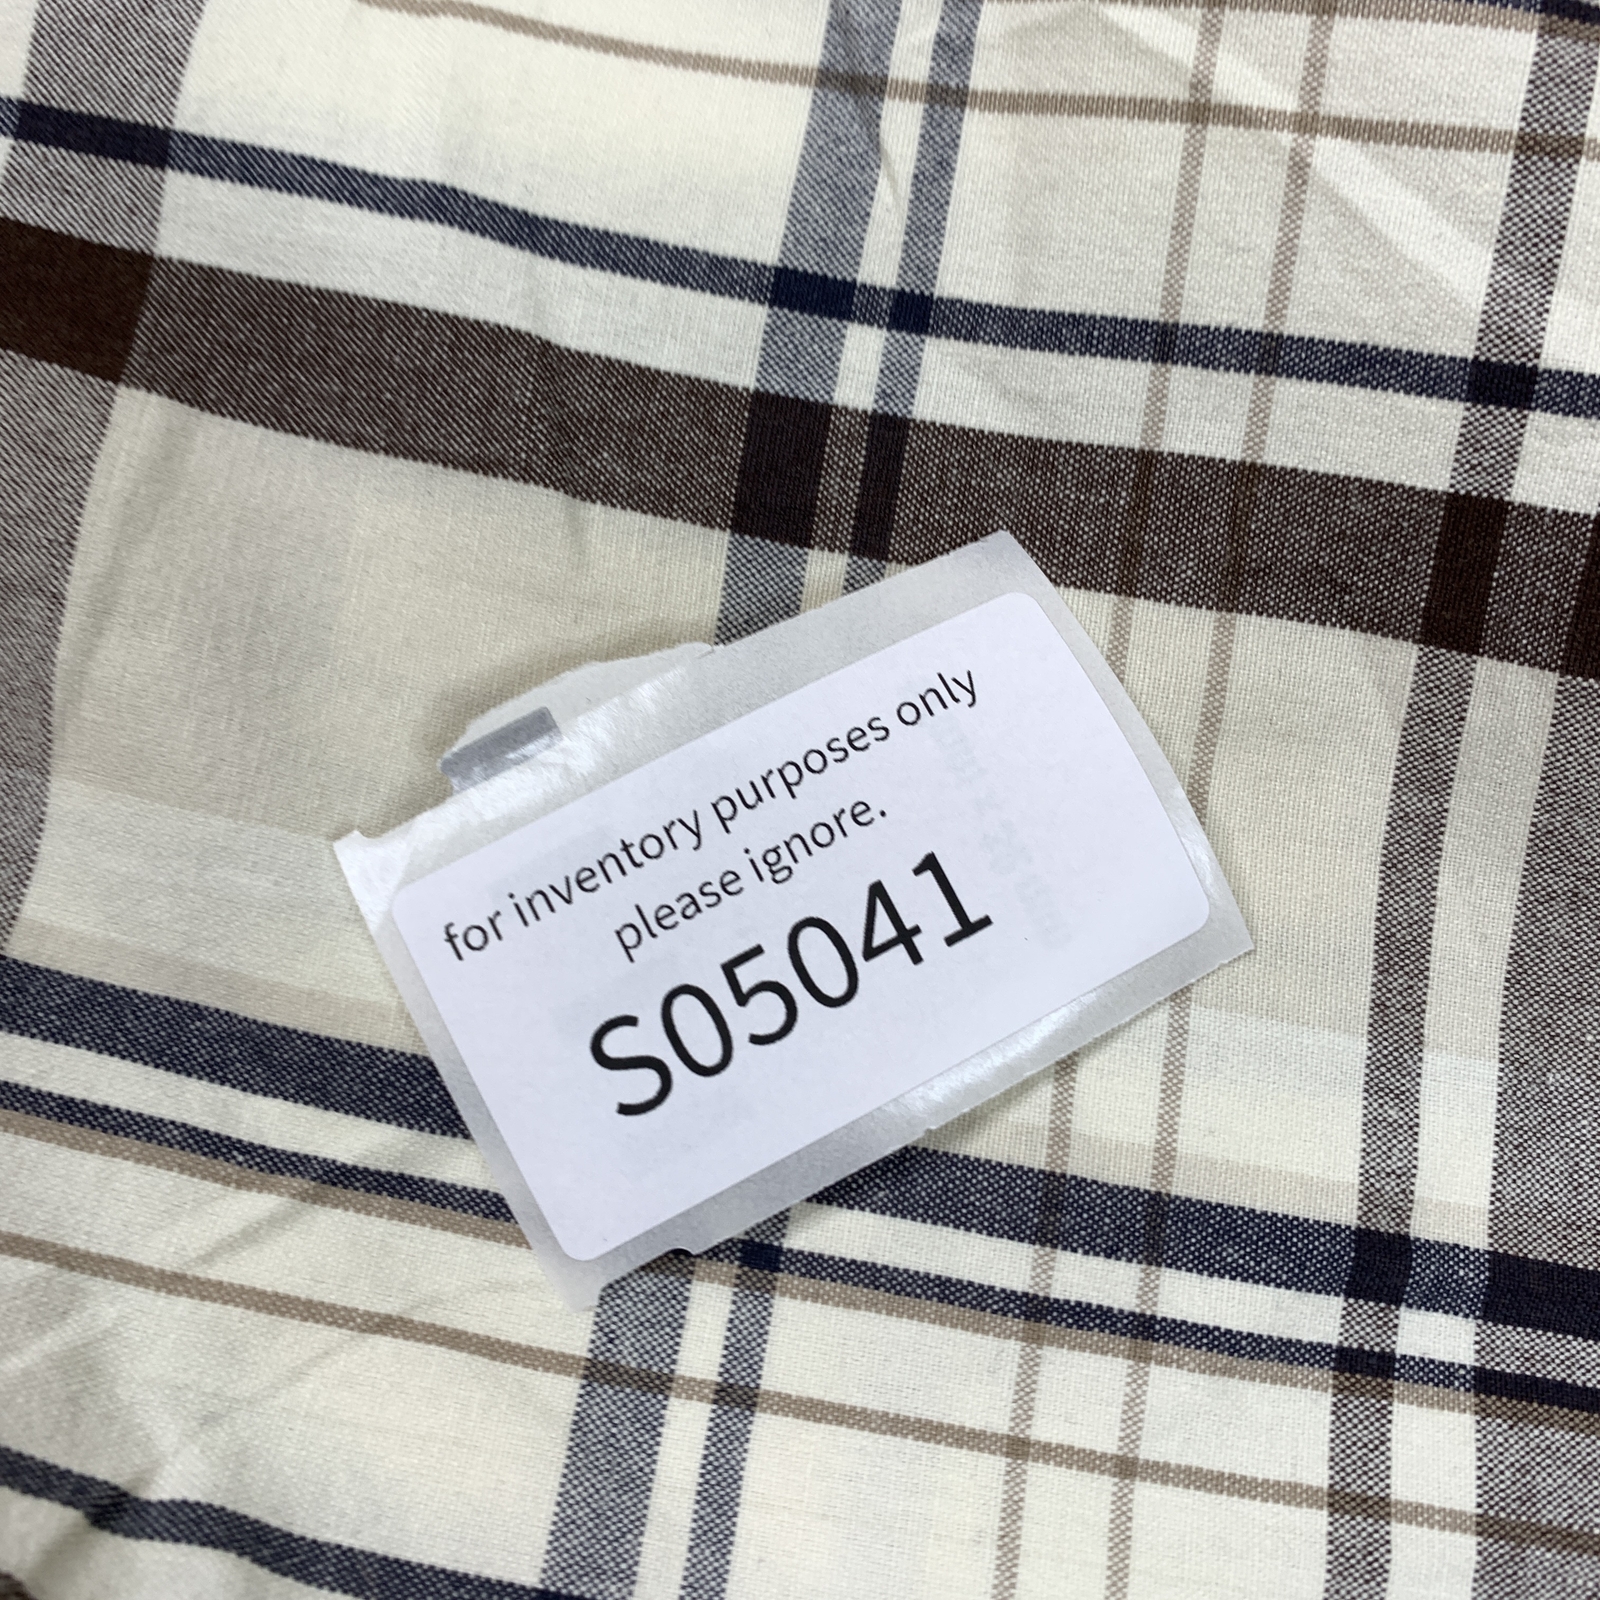 for inventory purposes only
please ignore.
S05041